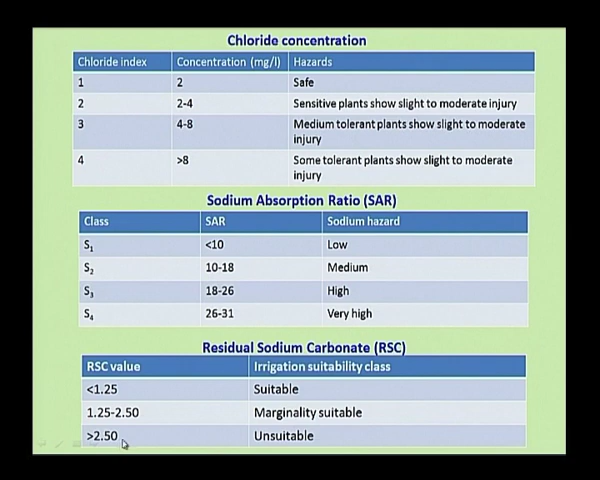 Chloride concentration
Chloride index Concentration (mg/l) Hazards
1 2 Safe
2 2-4 Sensitive plants show slight to moderate injury
3 4-8 Medium tolerant plants show slight to moderate
injury
4 >8 Some tolerant plants show slight to moderate
injury
Sodium Absorption Ratio (SAR)
Class SAR Sodium hazard
S₁ <10 Low
S₂ 10-18 Medium
S₃ 18-26 High
S₄ 26-31 Very high
Residual Sodium Carbonate (RSC)
RSC value Irrigation suitability class
<1.25 Suitable
1.25-2.50 Marginality suitable
>2.50 Unsuitable